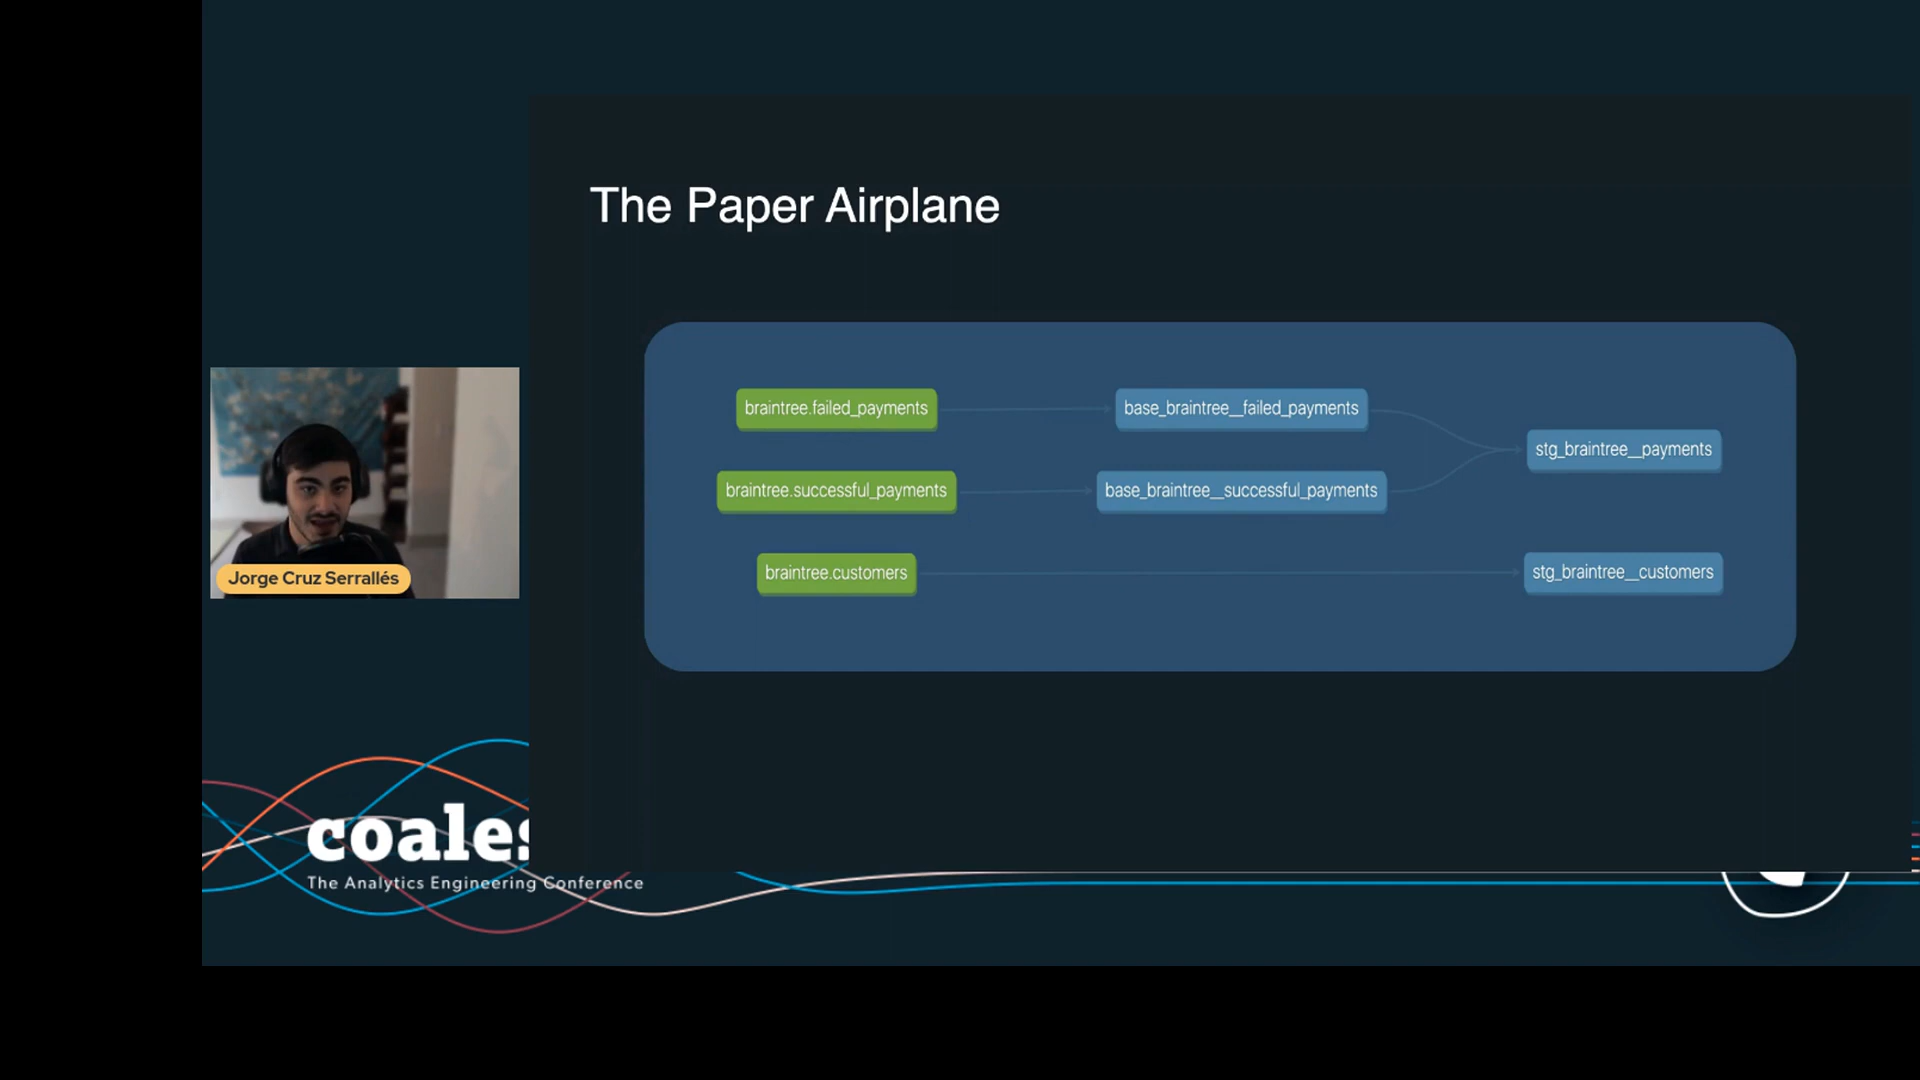 The Paper Airplane
braintree.failed_payments
base_braintree__failed_payments
stg_braintree__payments
braintree.successful_payments
base_braintree__successful_payments
braintree.customers
stg_braintree__customers
Jorge Cruz Serrallés
coales
The Analytics Engineering Conference